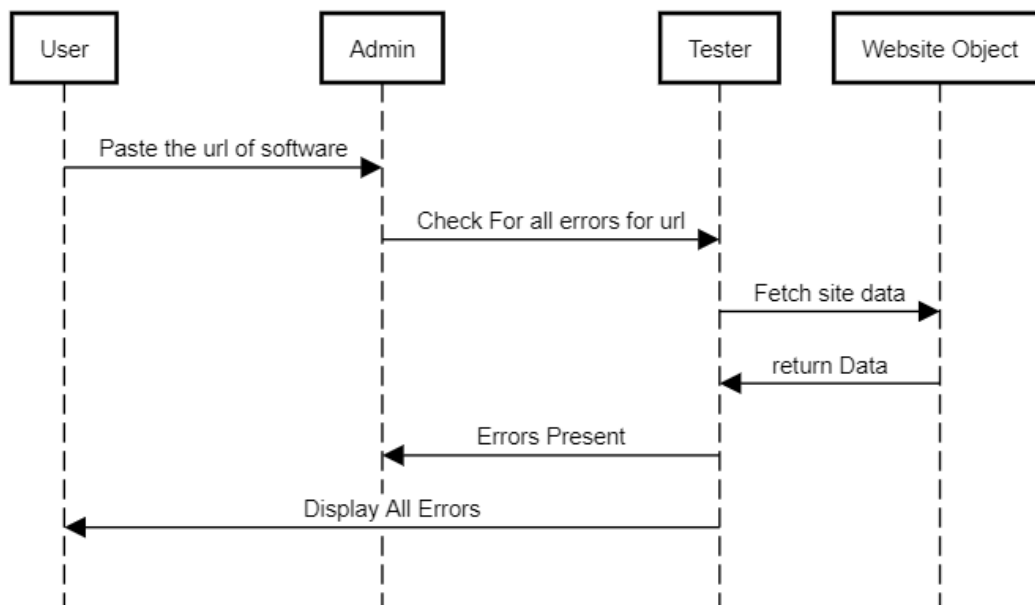 User
Admin
Tester
Website Object
Paste the url of software
Check For all errors for url
Fetch site data
return Data
Errors Present
Display All Errors